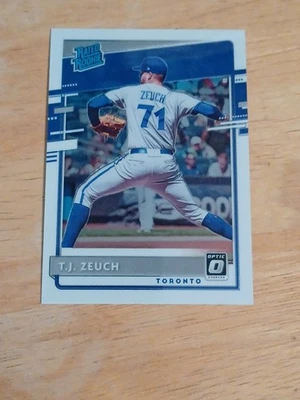 RATED
ROOKIE
ZEUCH
71
T.J. ZEUCH
OPTIC
TORONTO